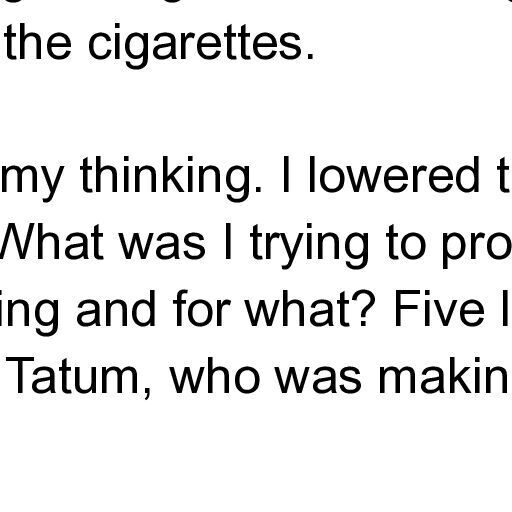 the cigarettes.
my thinking. I lowered t
What was I trying to pro
ing and for what? Five l
Tatum, who was makin